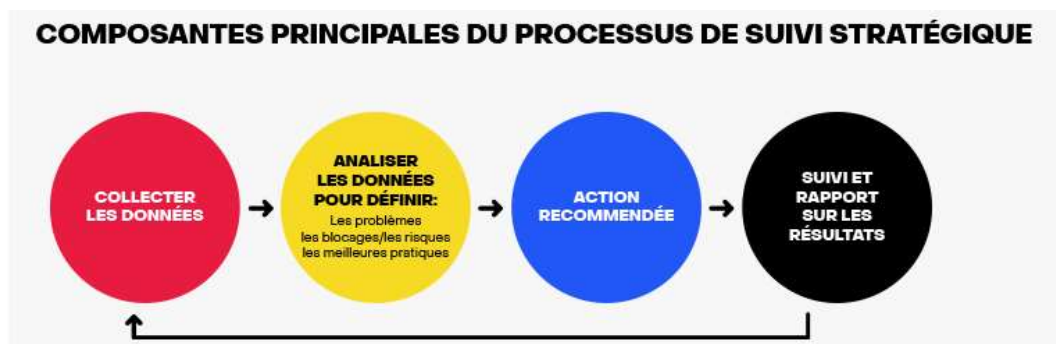 COMPOSANTES PRINCIPALES DU PROCESSUS DE SUIVI STRATÉGIQUE
COLLECTER
LES DONNÉES
ANALISER
LES DONNÉES
POUR DÉFINIR:
Les problèmes
les blocages/les risques
les meilleures pratiques
ACTION
RECOMMENDÉE
SUIVI ET
RAPPORT
SUR LES
RÉSULTATS